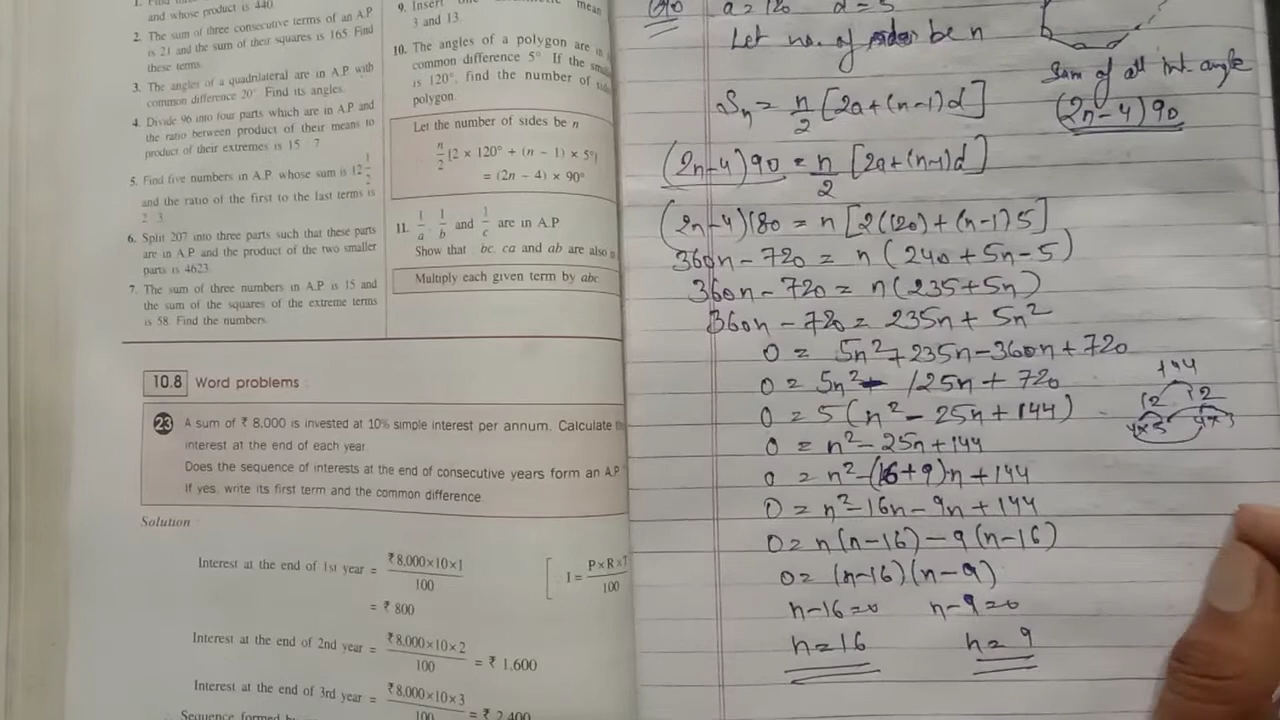 and whose product is 440.
2. The sum of three consecutive terms of an A.P.
is 21 and the sum of their squares is 165. Find
these terms.
3. The angles of a quadrilateral are in A.P. with
common difference 20°. Find its angles.
4. Divide 96 into four parts which are in A.P. and
the ratio between product of their means to
product of their extremes is 15 : 7
5. Find five numbers in A.P. whose sum is 12 1/2
and the ratio of the first to the last terms is
2 : 3.
6. Split 207 into three parts such that these parts
are in A.P. and the product of the two smaller
parts is 4623.
7. The sum of three numbers in A.P. is 15 and
the sum of the squares of the extreme terms
is 58. Find the numbers.
9. Insert one arithmetic mean
3 and 13.
10. The angles of a polygon are in
common difference 5°. If the
is 120°, find the number of
polygon.
Let the number of sides be n
n/2 [2 × 120° + (n − 1) × 5°]
= (2n − 4) × 90°
11. 1/a, 1/b and 1/c are in A.P.
Show that bc, ca and ab are also
Multiply each given term by abc
10.8 Word problems
23 A sum of ₹ 8,000 is invested at 10% simple interest per annum. Calculate
interest at the end of each year.
Does the sequence of interests at the end of consecutive years form an A.P.
If yes, write its first term and the common difference.
Solution
Interest at the end of 1st year = ₹ 8,000×10×1/100
[I = P×R×T/100
= ₹ 800
Interest at the end of 2nd year = ₹ 8,000×10×2/100 = ₹ 1,600
Interest at the end of 3rd year = ₹ 8,000×10×3/100 = ₹ 2,400
a = 120 d = 5
Let no. of sides be n
Sum of all int. angle
(2n-4)90
Sn = n/2 [2a+(n-1)d]
(2n-4)90 = n/2 [2a+(n-1)d]
(2n-4)180 = n[2(120)+(n-1)5]
360n - 720 = n(240+5n-5)
360n - 720 = n(235+5n)
360n - 720 = 235n + 5n²
0 = 5n² + 235n - 360n + 720
0 = 5n² - 125n + 720
0 = 5(n² - 25n + 144)
0 = n² - 25n + 144
0 = n² - (16+9)n + 144
0 = n² - 16n - 9n + 144
0 = n(n-16) - 9(n-16)
0 = (n-16)(n-9)
n-16=0 n-9=0
n=16 n=9
144
12 12
4×3 4×3